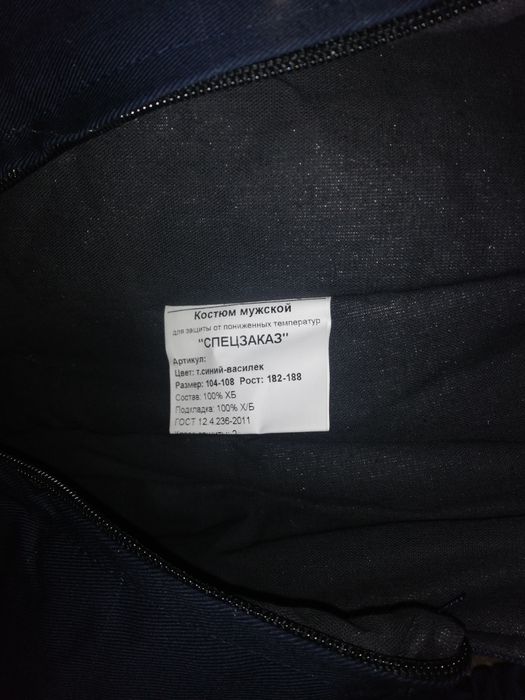 Костюм мужской
для защиты от пониженных температур
"СПЕЦЗАКАЗ"
Артикул:
Цвет: т.синий-василек
Размер: 104-108 Рост: 182-188
Состав: 100% ХБ
Подкладка: 100% Х/Б
ГОСТ 12.4.236-2011